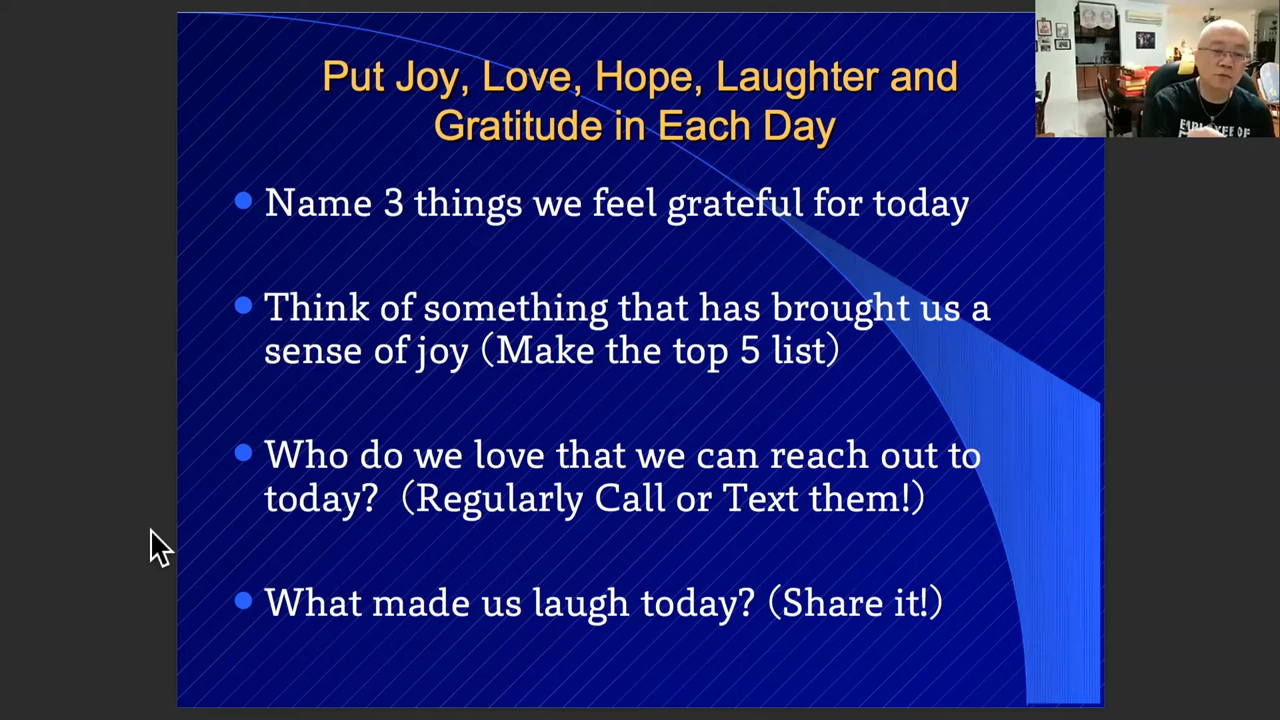 Put Joy, Love, Hope, Laughter and
Gratitude in Each Day
Name 3 things we feel grateful for today
Think of something that has brought us a
sense of joy (Make the top 5 list)
Who do we love that we can reach out to
today? (Regularly Call or Text them!)
What made us laugh today? (Share it!)
EMPLOYEE OF